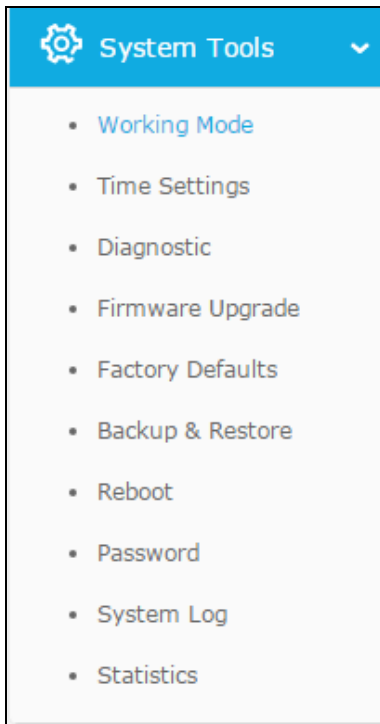 System Tools
Working Mode
Time Settings
Diagnostic
Firmware Upgrade
Factory Defaults
Backup & Restore
Reboot
Password
System Log
Statistics